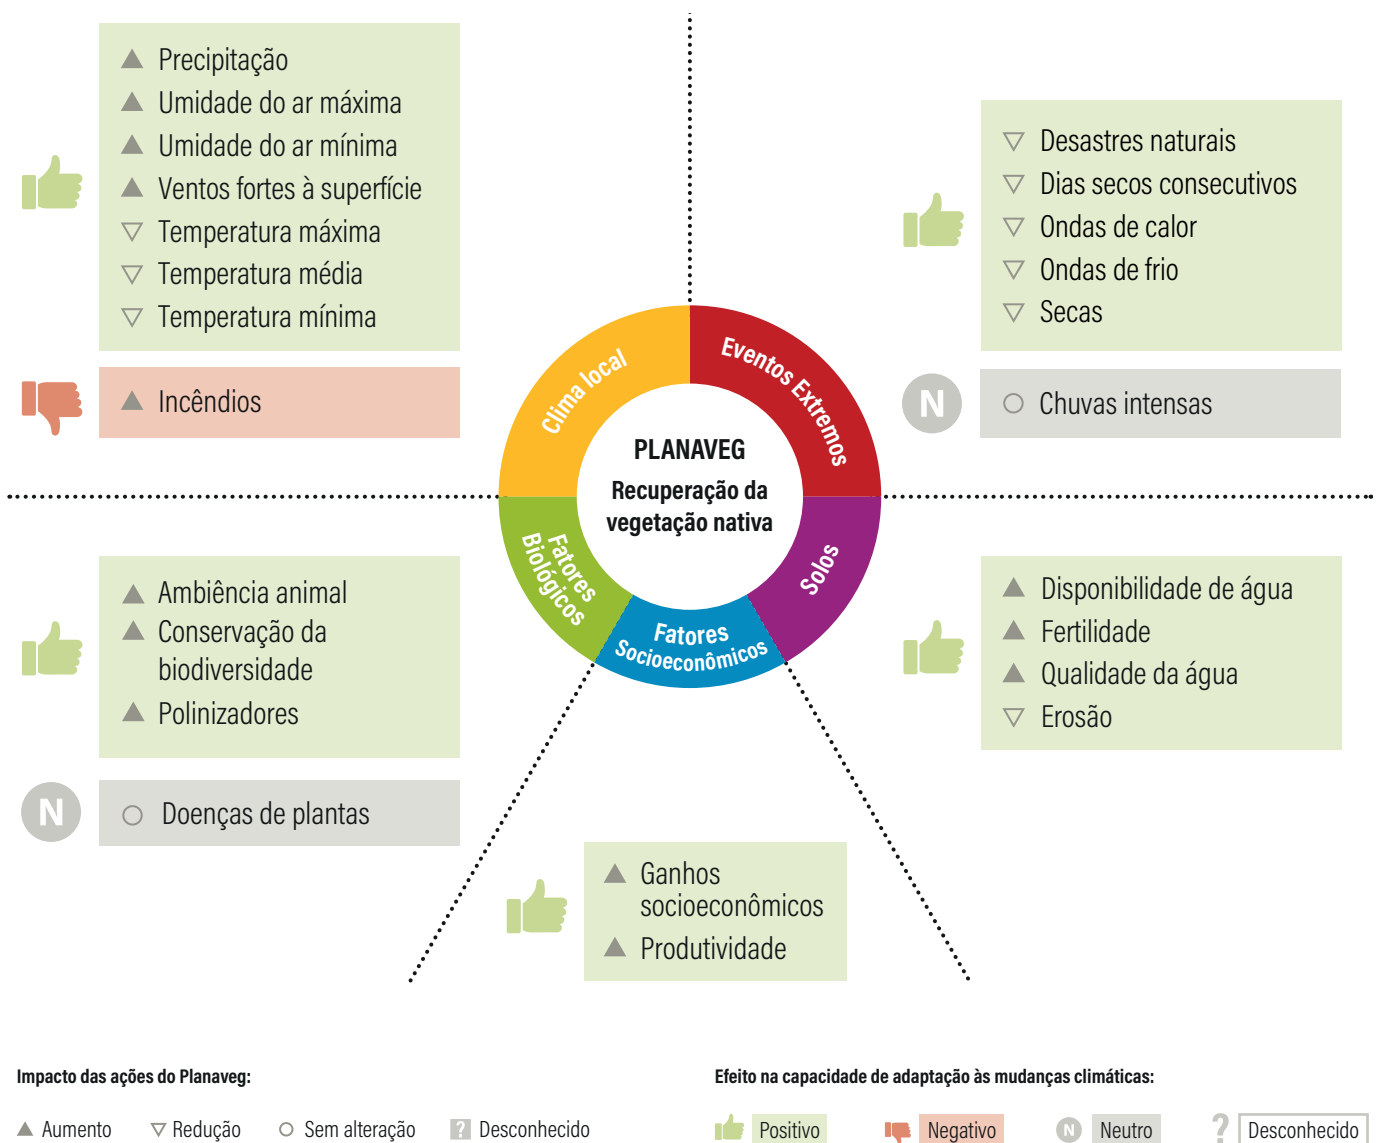 Precipitação
Umidade do ar máxima
Umidade do ar mínima
Ventos fortes à superfície
Temperatura máxima
Temperatura média
Temperatura mínima
Incêndios
Desastres naturais
Dias secos consecutivos
Ondas de calor
Ondas de frio
Secas
N
Chuvas intensas
Clima local
Eventos Extremos
PLANAVEG
Recuperação da
vegetação nativa
Fatores
Biológicos
Fatores
Socioeconômicos
Solos
Ambiência animal
Conservação da
biodiversidade
Polinizadores
N
Doenças de plantas
Disponibilidade de água
Fertilidade
Qualidade da água
Erosão
Ganhos
socioeconômicos
Produtividade
Impacto das ações do Planaveg:
Aumento
Redução
Sem alteração
? Desconhecido
Efeito na capacidade de adaptação às mudanças climáticas:
Positivo
Negativo
N Neutro
? Desconhecido